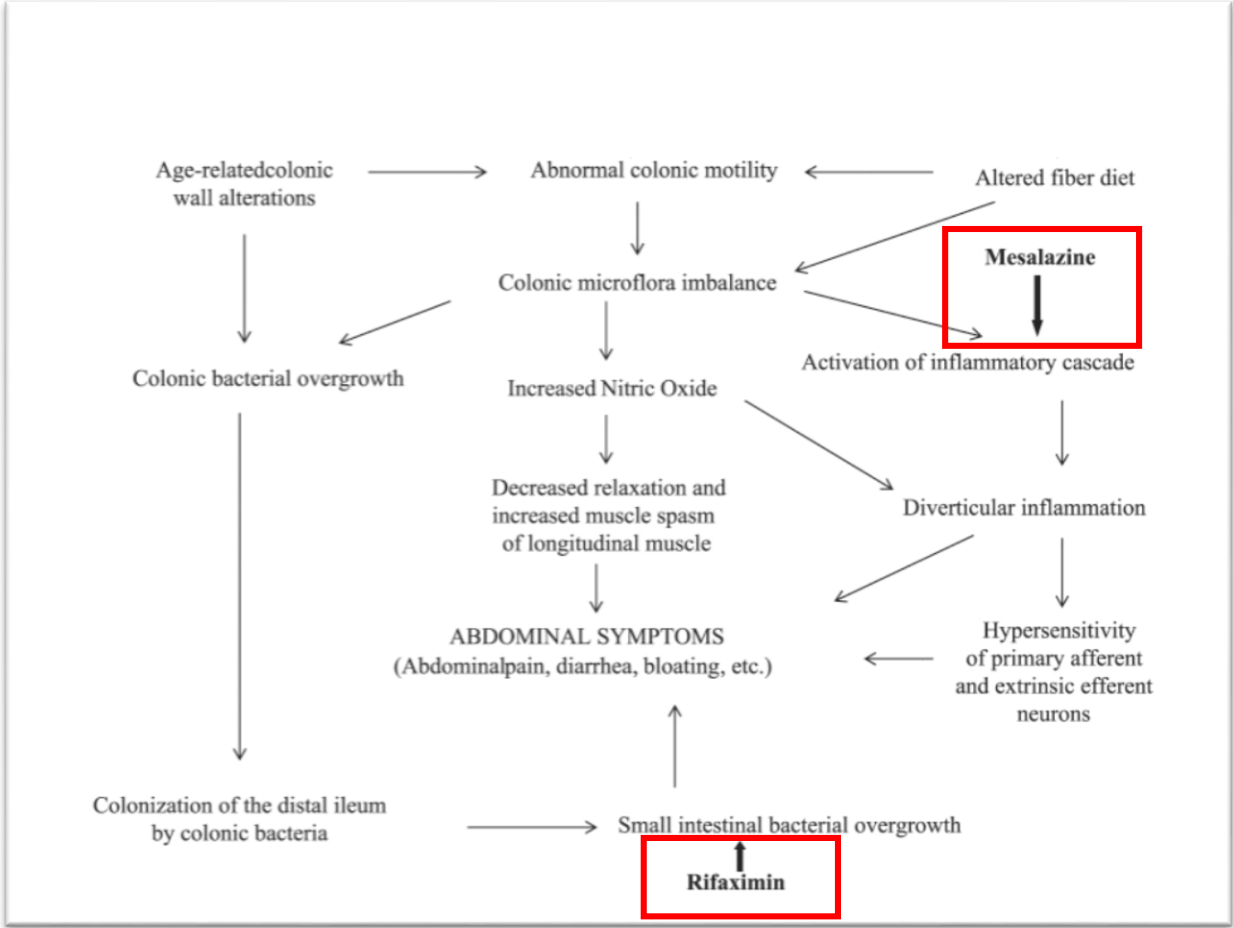 Age-relatedcolonic
wall alterations
Abnormal colonic motility
Altered fiber diet
Mesalazine
Colonic microflora imbalance
Activation of inflammatory cascade
Colonic bacterial overgrowth
Increased Nitric Oxide
Decreased relaxation and
increased muscle spasm
of longitudinal muscle
Diverticular inflammation
ABDOMINAL SYMPTOMS
(Abdominalpain, diarrhea, bloating, etc.)
Hypersensitivity
of primary afferent
and extrinsic efferent
neurons
Colonization of the distal ileum
by colonic bacteria
Small intestinal bacterial overgrowth
Rifaximin